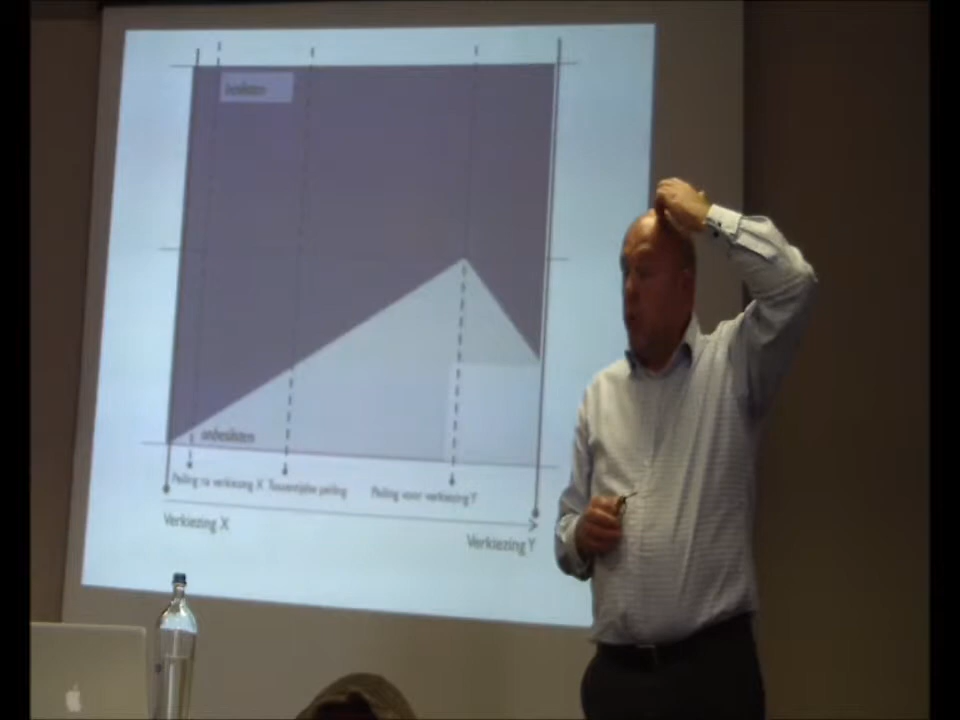 beslisten
onbeslisten
Peiling na verkiezing X Tussentijdse peiling Peiling voor verkiezing Y
Verkiezing X
Verkiezing Y